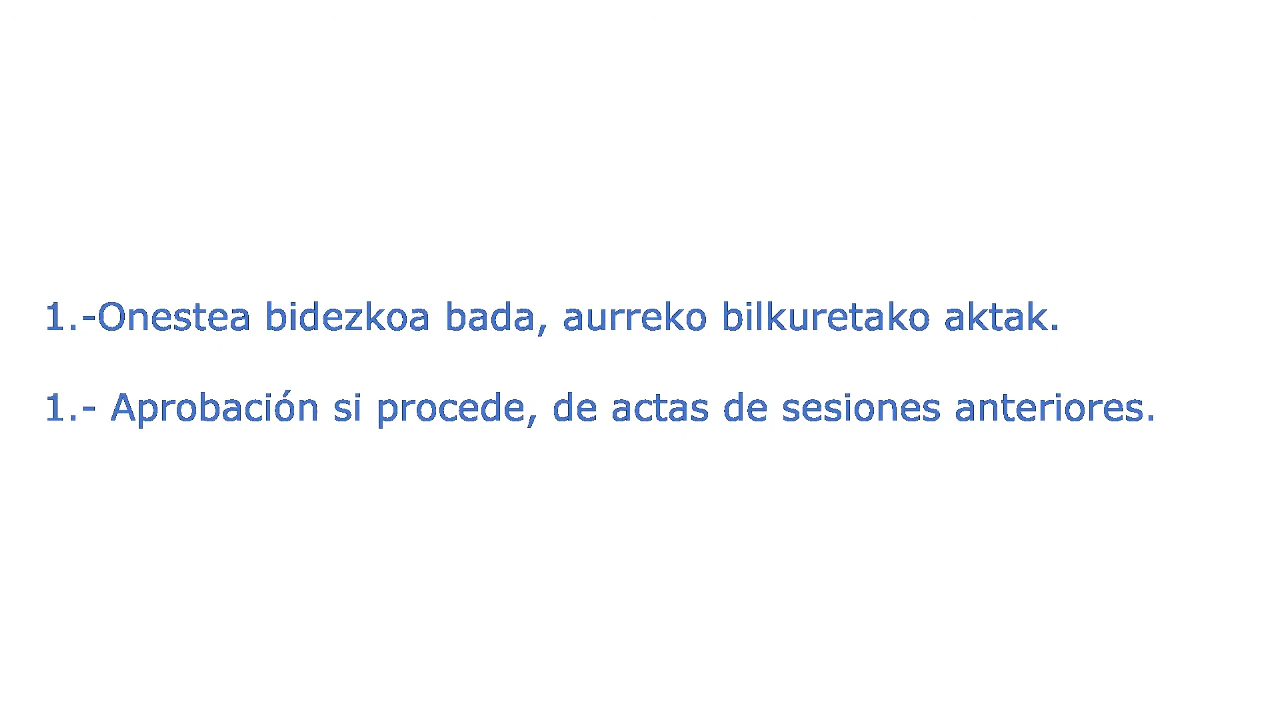 1.-Onestea bidezkoa bada, aurreko bilkuretako aktak.
1.- Aprobación si procede, de actas de sesiones anteriores.